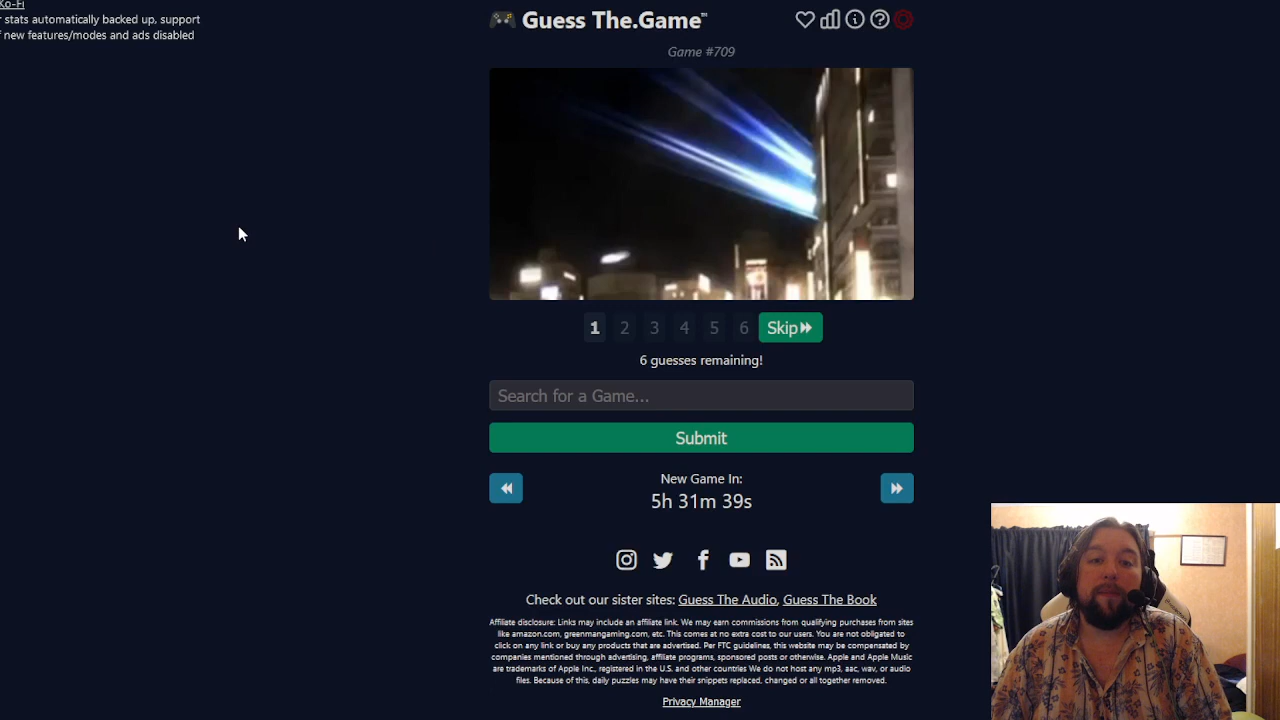 Ko-Fi
r stats automatically backed up, support
f new features/modes and ads disabled
Guess The.Game™
Game #709
1 2 3 4 5 6 Skip
6 guesses remaining!
Search for a Game...
Submit
New Game In:
5h 31m 39s
Check out our sister sites: Guess The Audio, Guess The Book
Affiliate disclosure: Links may include an affiliate link. We may earn commissions from qualifying purchases from sites
like amazon.com, greenmangaming.com, etc. This comes at no extra cost to our users. You are not obligated to
click on any link or buy any products that are advertised. Per FTC guidelines, this website may be compensated by
companies mentioned through advertising, affiliate programs, sponsored posts or otherwise. Apple and Apple Music
are trademarks of Apple Inc., registered in the U.S. and other countries We do not host any mp3, aac, wav, or audio
files. Because of this, daily puzzles may have their snippets replaced, changed or all together removed.
Privacy Manager